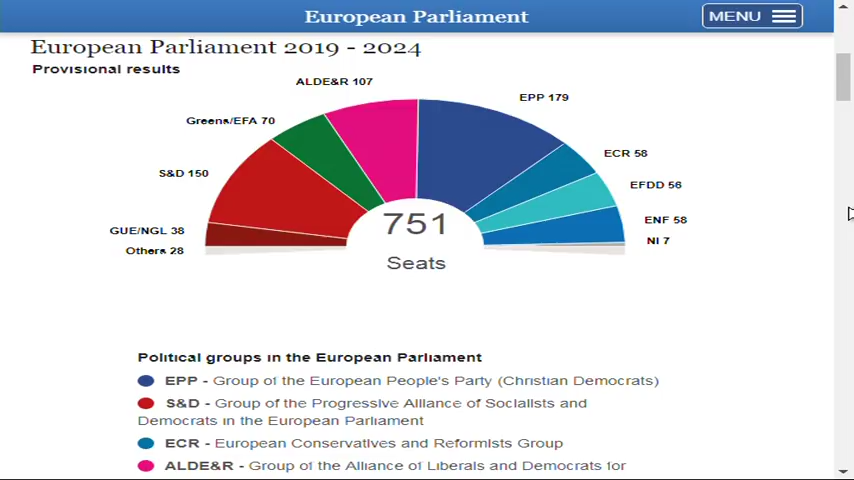 European Parliament
MENU
European Parliament 2019 - 2024
Provisional results
ALDE&R 107
EPP 179
Greens/EFA 70
ECR 58
S&D 150
EFDD 56
GUE/NGL 38
ENF 58
Others 28
NI 7
751
Seats
Political groups in the European Parliament
EPP - Group of the European People's Party (Christian Democrats)
S&D - Group of the Progressive Alliance of Socialists and
Democrats in the European Parliament
ECR - European Conservatives and Reformists Group
ALDE&R - Group of the Alliance of Liberals and Democrats for